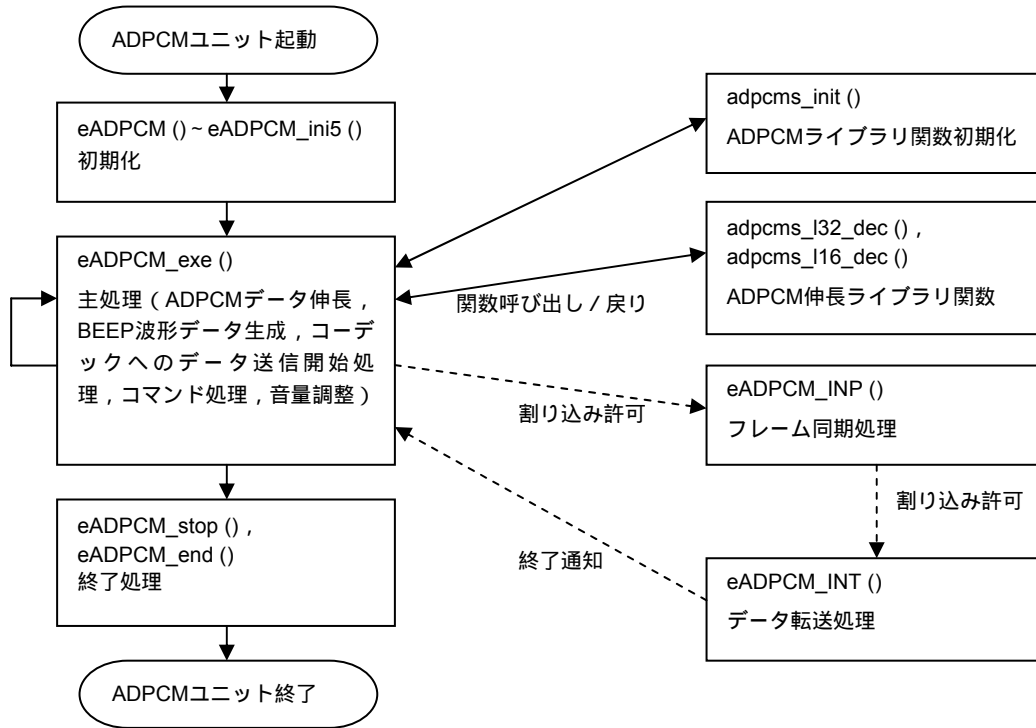 ADPCMユニット起動
eADPCM () ~ eADPCM_ini5 ()
初期化
eADPCM_exe ()
主処理（ADPCMデータ伸長，
BEEP波形データ生成，コーデ
ックへのデータ送信開始処
理，コマンド処理，音量調整）
eADPCM_stop () ,
eADPCM_end ()
終了処理
ADPCMユニット終了
adpcms_init ()
ADPCMライブラリ関数初期化
adpcms_l32_dec () ,
adpcms_l16_dec ()
ADPCM伸長ライブラリ関数
関数呼び出し / 戻り
eADPCM_INP ()
フレーム同期処理
割り込み許可
割り込み許可
eADPCM_INT ()
データ転送処理
終了通知